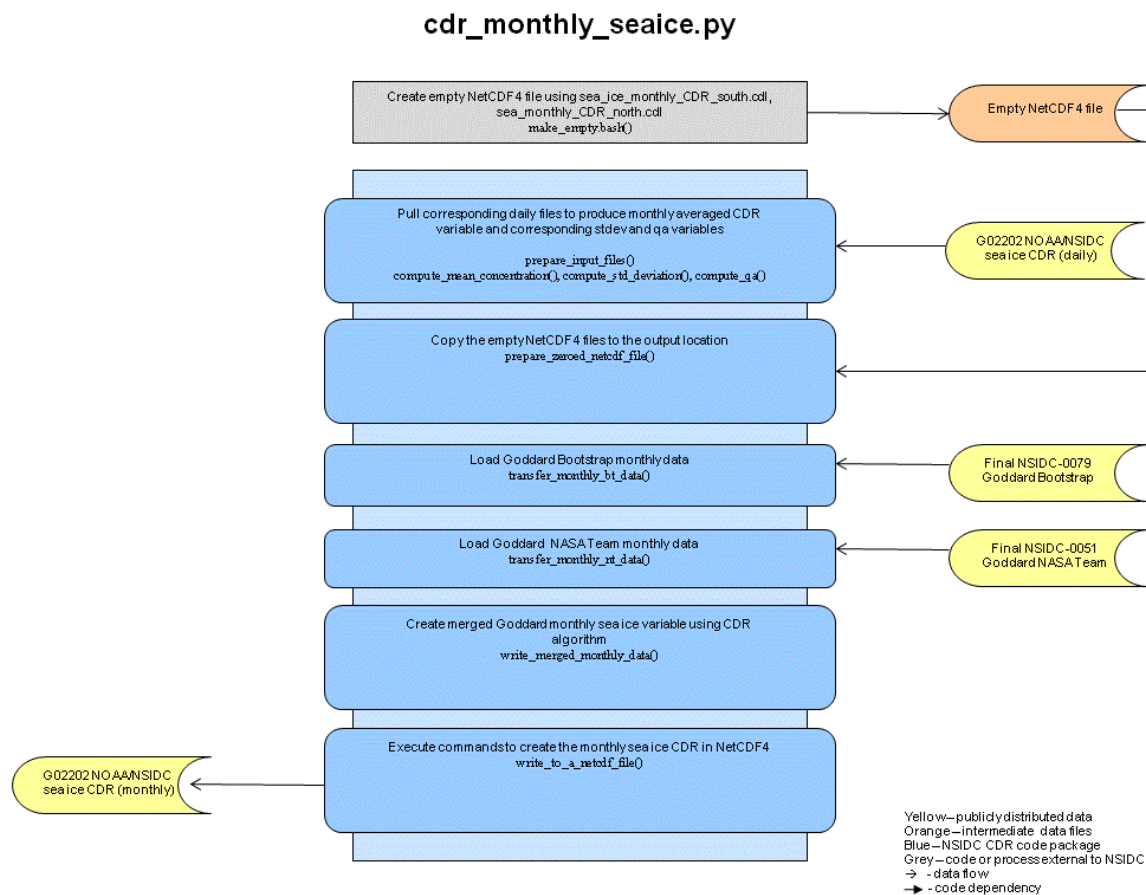 cdr_monthly_seaice.py
Create empty NetCDF4 file using sea_ice_monthly_CDR_south.cdl,
sea_monthly_CDR_north.cdl
make_empty.bash()
Empty NetCDF4 file
Pull corresponding daily files to produce monthly averaged CDR
variable and corresponding stdev and qa variables
prepare_input_files()
compute_mean_concentration(), compute_std_deviation(), compute_qa()
G02202 NOAA/NSIDC
sea ice CDR (daily)
Copy the empty NetCDF4 files to the output location
prepare_zeroed_netcdf_file()
Load Goddard Bootstrap monthly data
transfer_monthly_bt_data()
Final NSIDC-0079
Goddard Bootstrap
Load Goddard NASA Team monthly data
transfer_monthly_nt_data()
Final NSIDC-0051
Goddard NASA Team
Create merged Goddard monthly sea ice variable using CDR
algorithm
write_merged_monthly_data()
Execute commands to create the monthly sea ice CDR in NetCDF4
write_to_a_netcdf_file()
G02202 NOAA/NSIDC
sea ice CDR (monthly)
Yellow – publicly distributed data
Orange – intermediate data files
Blue – NSIDC CDR code package
Grey – code or process external to NSIDC
→ - data flow
➔ - code dependency